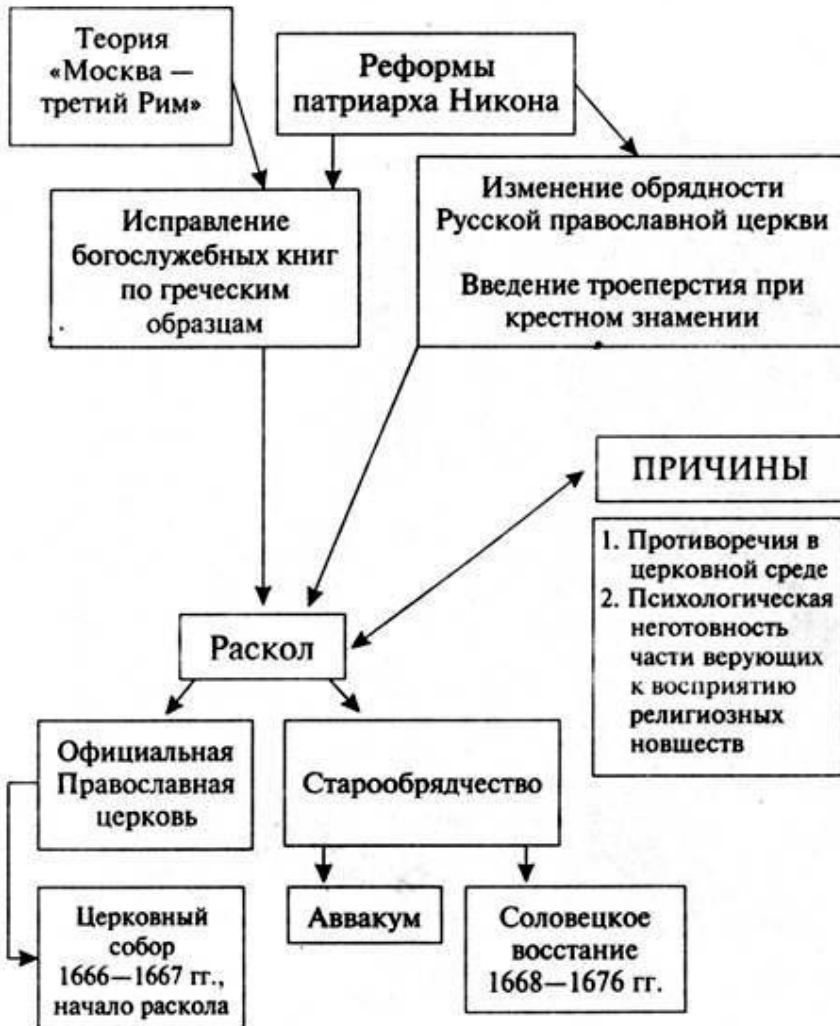 Теория
«Москва —
третий Рим»
Реформы
патриарха Никона
Исправление
богослужебных книг
по греческим
образцам
Изменение обрядности
Русской православной церкви
Введение троеперстия при
крестном знамении
ПРИЧИНЫ
1. Противоречия в
церковной среде
2. Психологическая
неготовность
части верующих
к восприятию
религиозных
новшеств
Раскол
Официальная
Православная
церковь
Старообрядчество
Церковный
собор
1666—1667 гг.,
начало раскола
Аввакум
Соловецкое
восстание
1668—1676 гг.